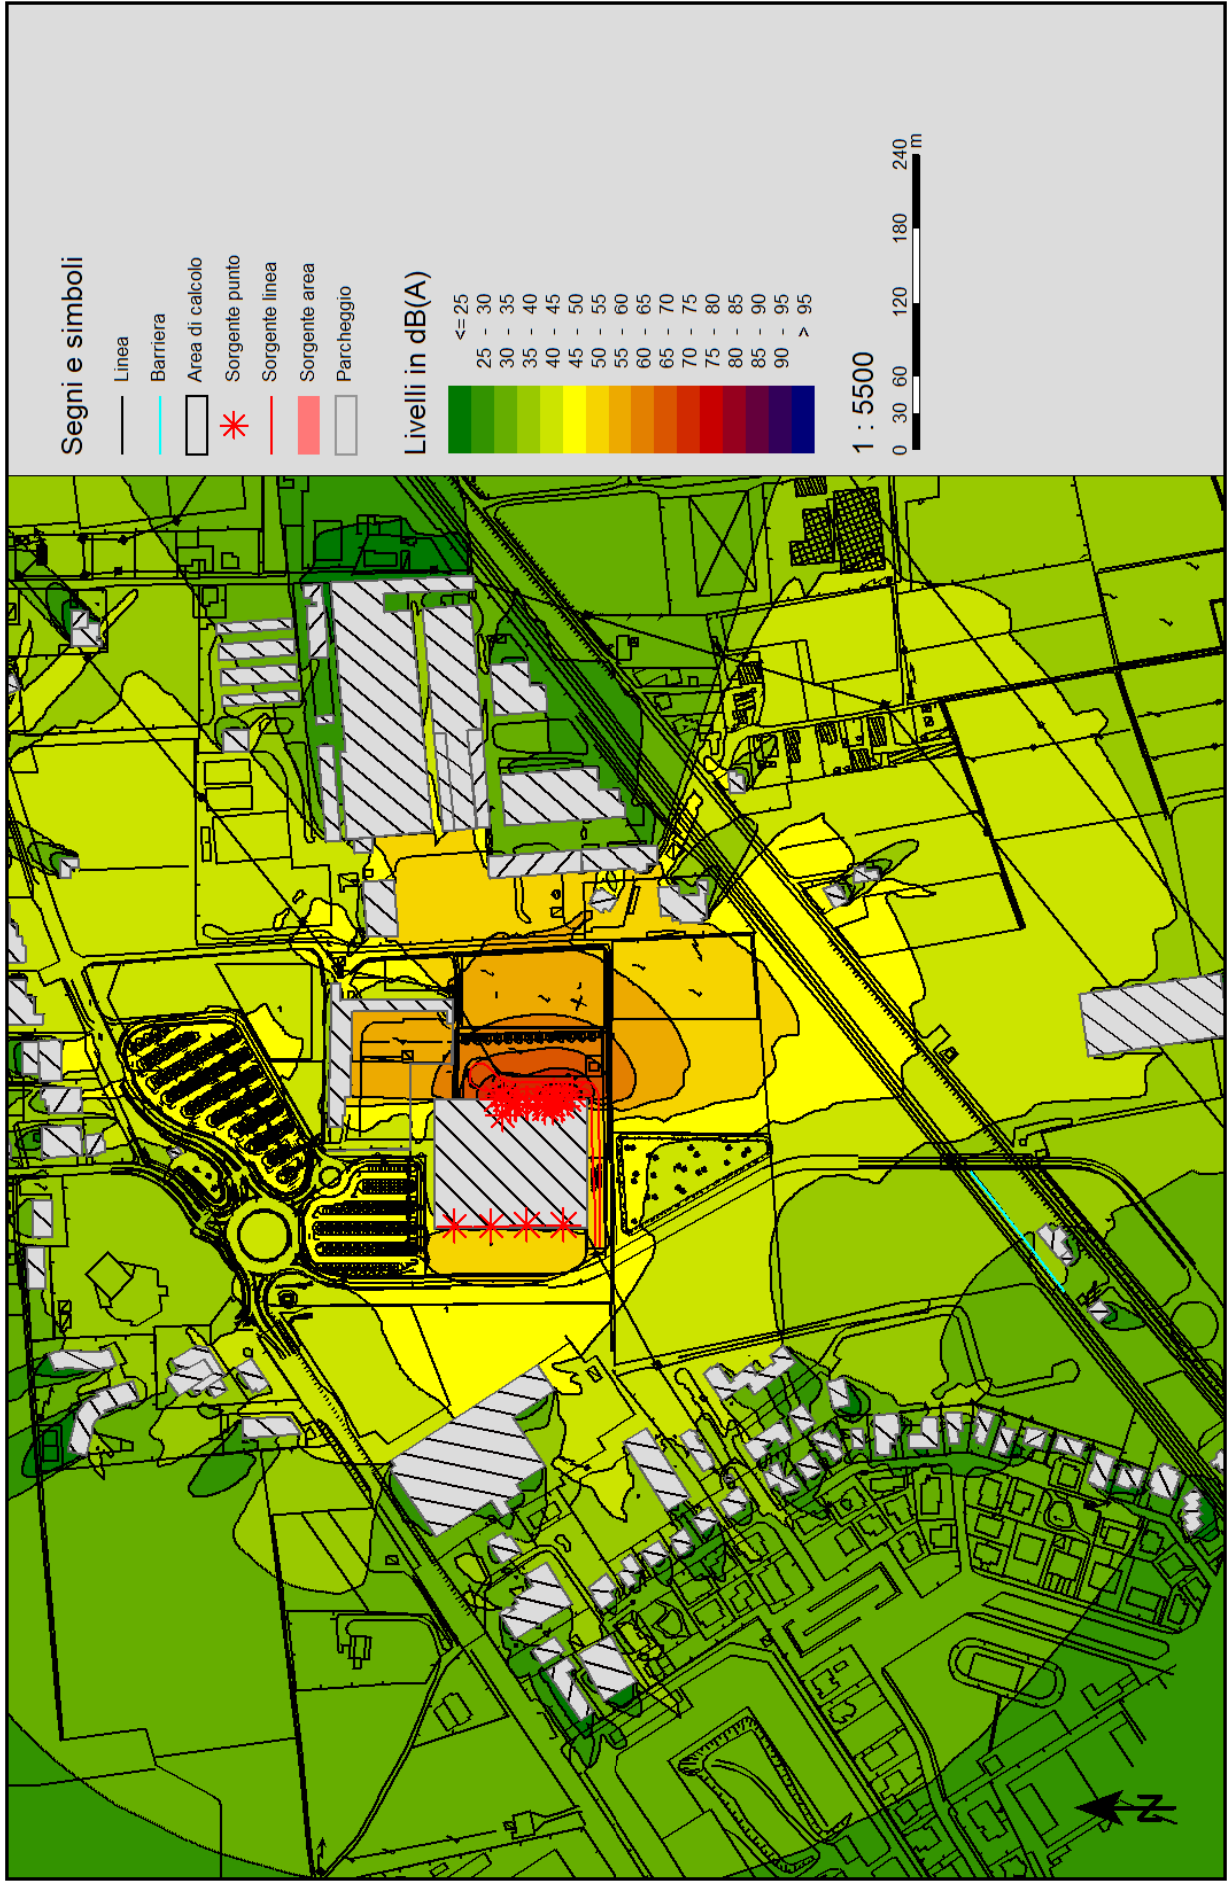 Segni e simboli
Linea
Barriera
Area di calcolo
Sorgente punto
Sorgente linea
Sorgente area
Parcheggio
Livelli in dB(A)
<= 25
25 - 30
30 - 35
35 - 40
40 - 45
45 - 50
50 - 55
55 - 60
60 - 65
65 - 70
70 - 75
75 - 80
80 - 85
85 - 90
90 - 95
> 95
1 : 5500
0 30 60 120 180 240
m
N